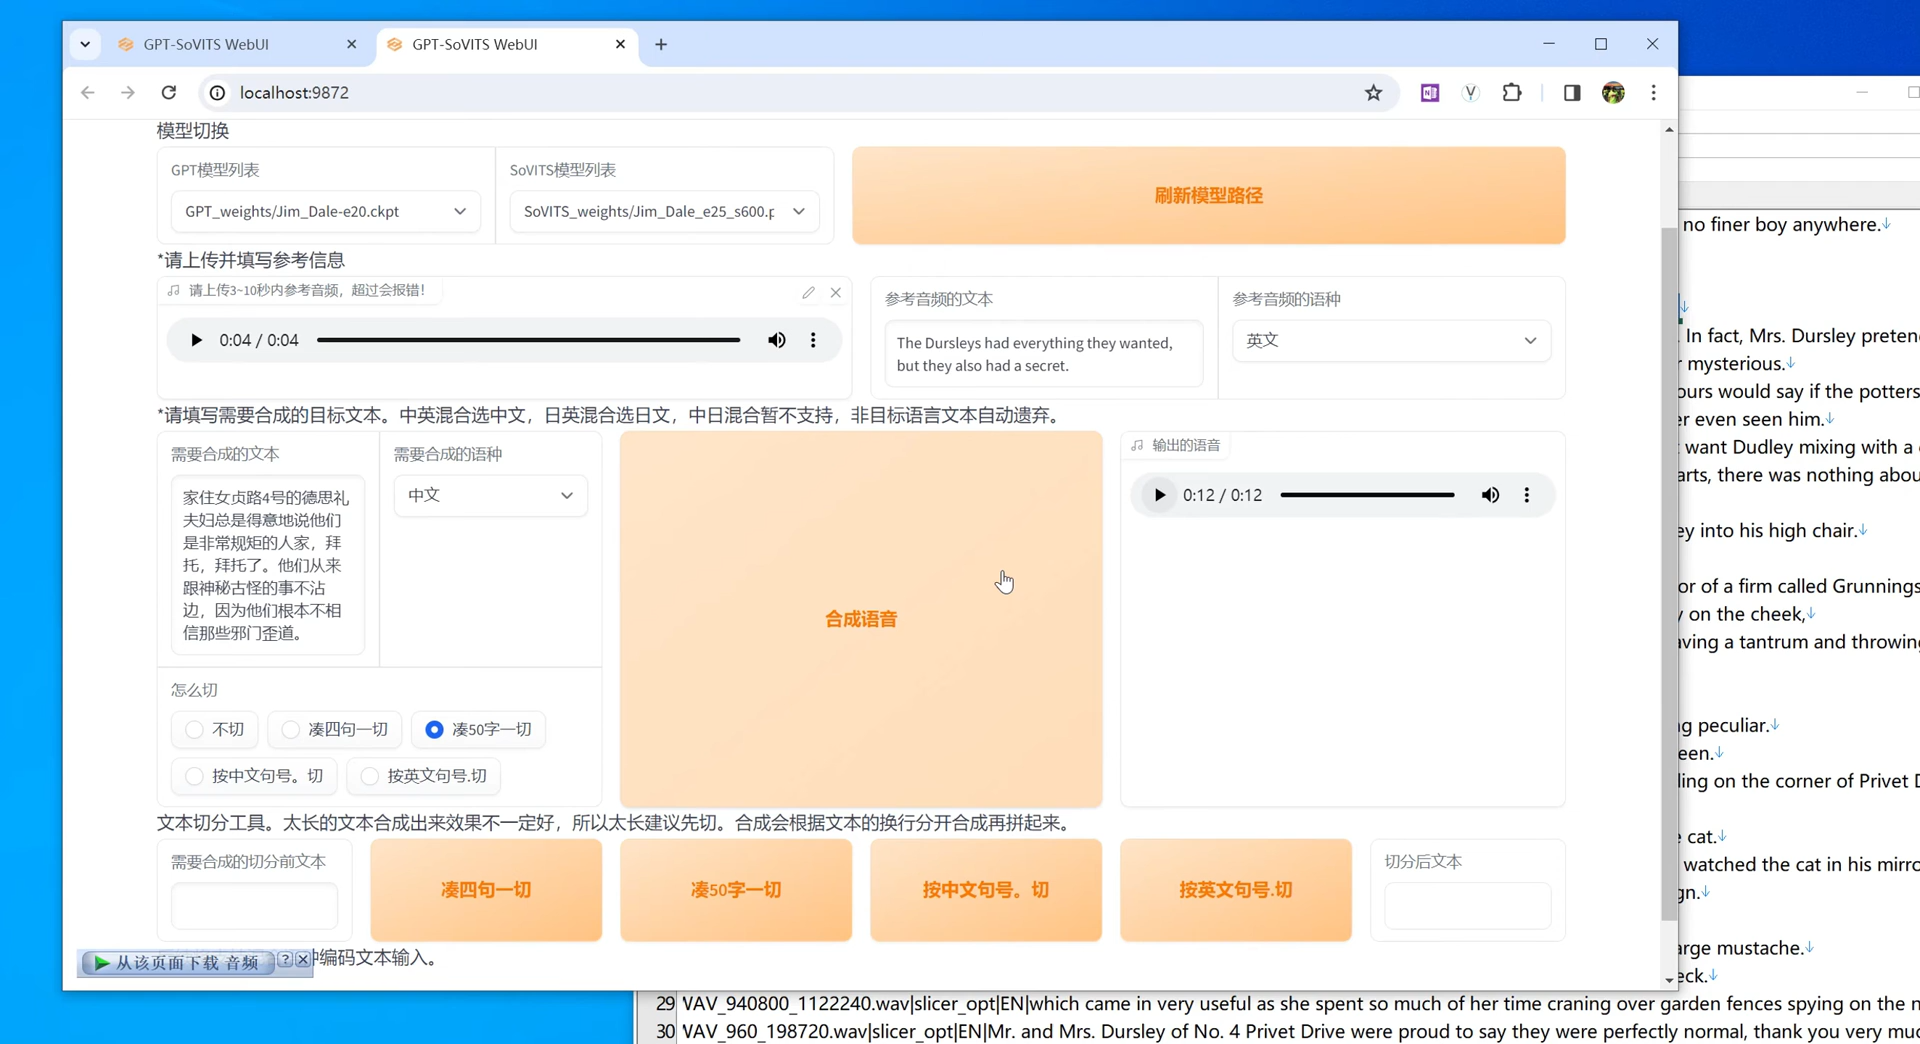 GPT-SoVITS WebUI
GPT-SoVITS WebUI
localhost:9872
模型切换
GPT模型列表
SoVITS模型列表
GPT_weights/Jim_Dale-e20.ckpt
SoVITS_weights/Jim_Dale_e25_s600.p
刷新模型路径
*请上传并填写参考信息
请上传3~10秒内参考音频，超过会报错！
参考音频的文本
参考音频的语种
0:04 / 0:04
The Dursleys had everything they wanted,
but they also had a secret.
英文
*请填写需要合成的目标文本。中英混合选中文，日英混合选日文，中日混合暂不支持，非目标语言文本自动遗弃。
需要合成的文本
需要合成的语种
输出的语音
家住女贞路4号的德思礼
夫妇总是得意地说他们
是非常规矩的人家，拜
托，拜托了。他们从来
跟神秘古怪的事不沾
边，因为他们根本不相
信那些邪门歪道。
中文
0:12 / 0:12
合成语音
怎么切
不切
凑四句一切
凑50字一切
按中文句号。切
按英文句号.切
文本切分工具。太长的文本合成出来效果不一定好，所以太长建议先切。合成会根据文本的换行分开合成再拼起来。
需要合成的切分前文本
凑四句一切
凑50字一切
按中文句号。切
按英文句号.切
切分后文本
从该页面下载 音频
编码文本输入。
no finer boy anywhere.
In fact, Mrs. Dursley
mysterious.
would say if the potters
even seen him.
want Dudley mixing with a
there was nothing
into his high chair.
of a firm called Grunnings
on the cheek,
a tantrum and
peculiar.
on the corner of Privet
cat.
watched the cat in his
mustache.
29 WAV_940800_1122240.wav|slicer_opt|EN|which came in very useful as she spent so much of her time craning over garden fences spying on the
30 WAV_960_198720.wav|slicer_opt|EN|Mr. and Mrs. Dursley of No. 4 Privet Drive were proud to say they were perfectly normal, thank you very